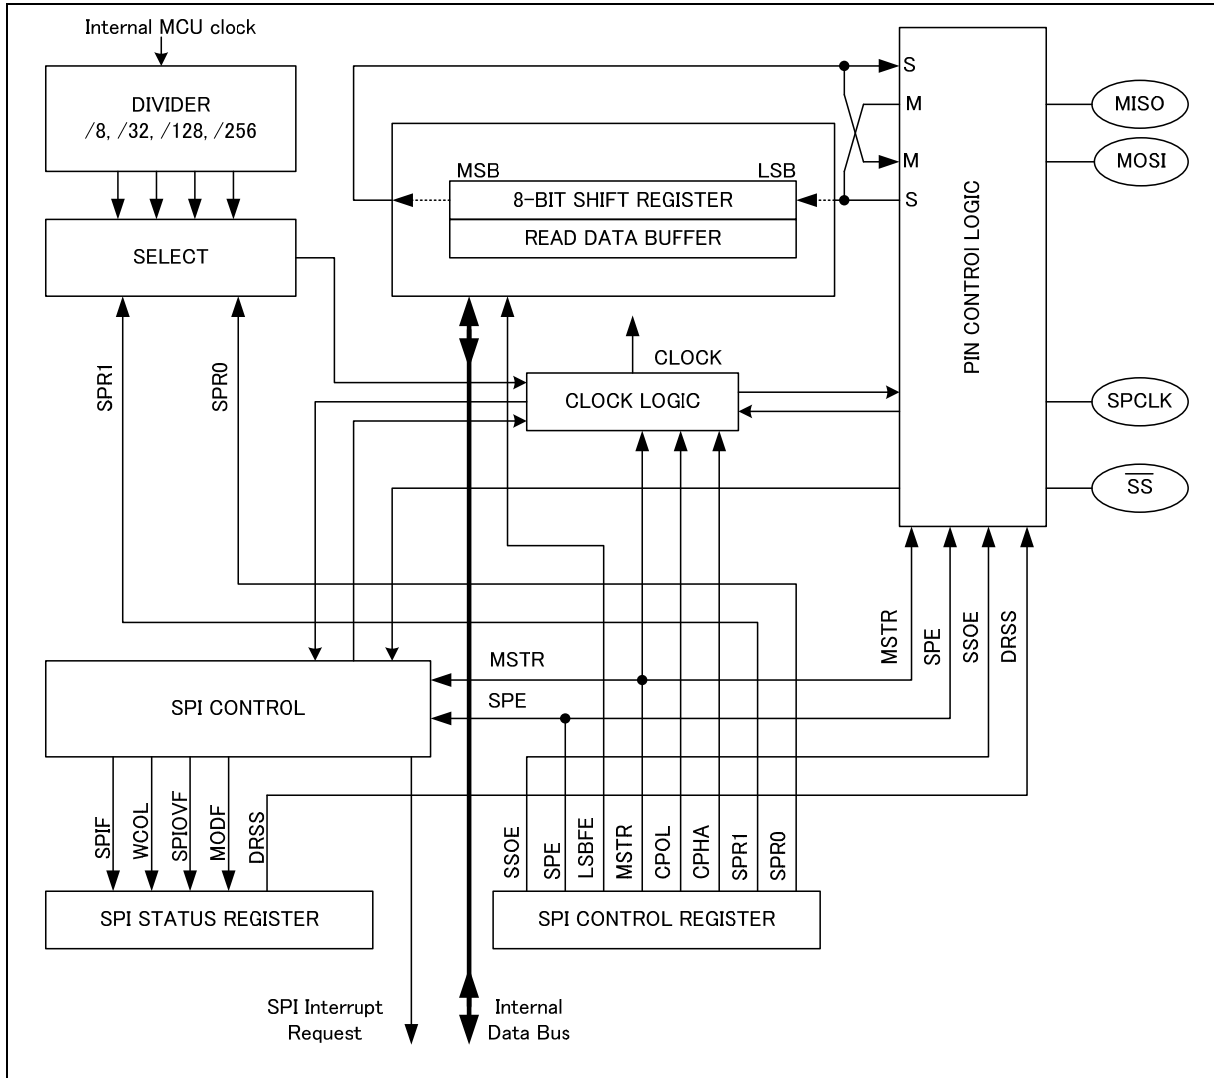 Internal MCU clock
DIVIDER
/8, /32, /128, /256
SELECT
MSB
LSB
8-BIT SHIFT REGISTER
READ DATA BUFFER
S
M
M
S
PIN CONTROl LOGIC
MISO
MOSI
SPCLK
SS
CLOCK
CLOCK LOGIC
SPR1
SPR0
MSTR
SPE
SSOE
DRSS
MSTR
SPE
SPI CONTROL
SPIF
WCOL
SPIOVF
MODF
DRSS
SSOE
SPE
LSBFE
MSTR
CPOL
CPHA
SPR1
SPR0
SPI STATUS REGISTER
SPI CONTROL REGISTER
SPI Interrupt
Request
Internal
Data Bus